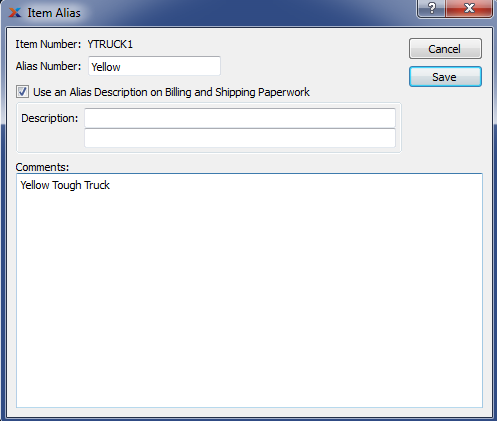 Item Alias
Item Number: YTRUCK1
Cancel
Alias Number: Yellow
Save
Use an Alias Description on Billing and Shipping Paperwork
Description:
Comments:
Yellow Tough Truck